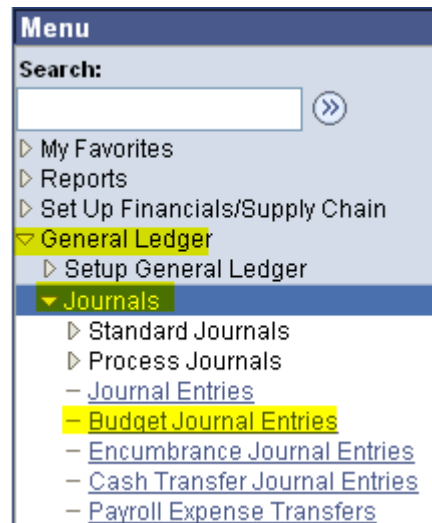 Menu
Search:
My Favorites
Reports
Set Up Financials/Supply Chain
General Ledger
Setup General Ledger
Journals
Standard Journals
Process Journals
– Journal Entries
– Budget Journal Entries
– Encumbrance Journal Entries
– Cash Transfer Journal Entries
– Payroll Expense Transfers